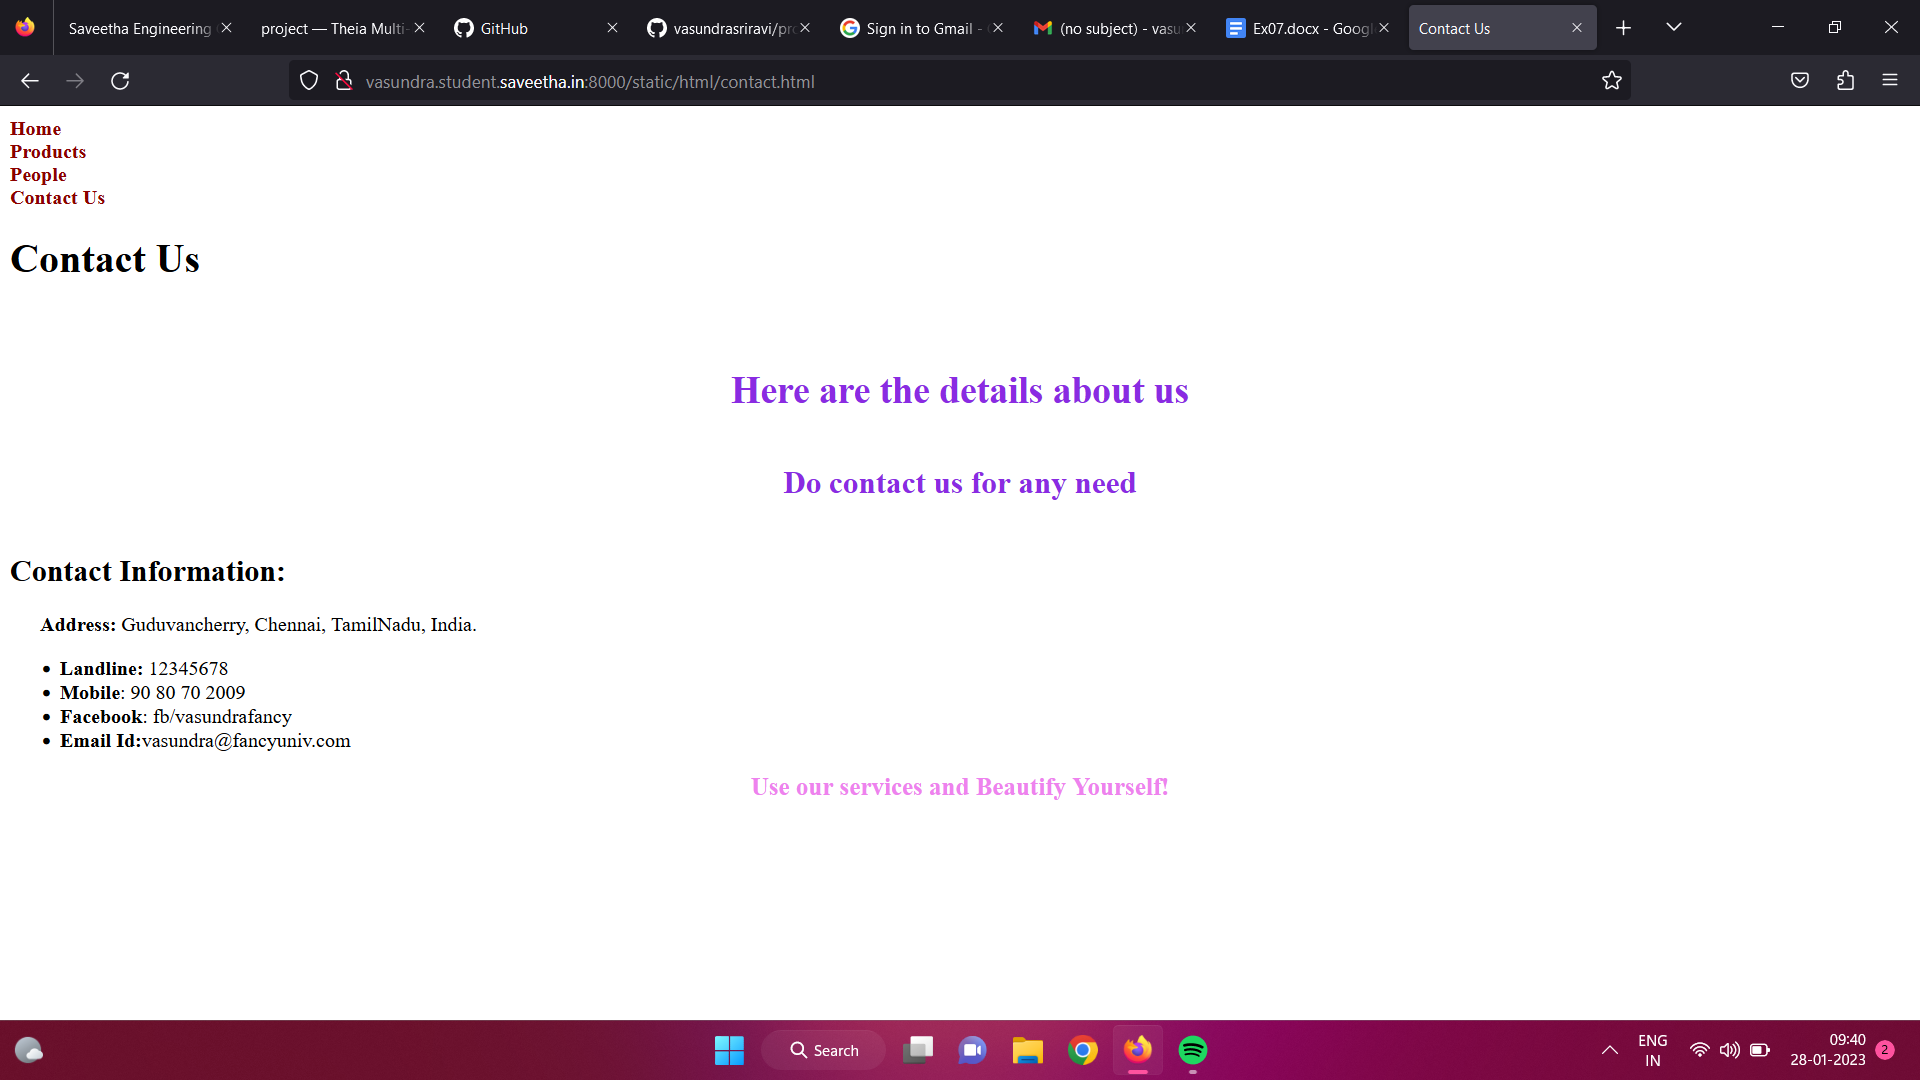 Saveetha Engineering
project — Theia Multi-
GitHub
vasundrasriravi/pro
Sign in to Gmail -
(no subject) - vasu
Ex07.docx - Googl
Contact Us
vasundra.student.saveetha.in:8000/static/html/contact.html
Home
Products
People
Contact Us
Contact Us
Here are the details about us
Do contact us for any need
Contact Information:
Address: Guduvancherry, Chennai, TamilNadu, India.
• Landline: 12345678
• Mobile: 90 80 70 2009
• Facebook: fb/vasundrafancy
• Email Id:vasundra@fancyuniv.com
Use our services and Beautify Yourself!
Search
ENG
IN
09:40
28-01-2023
2